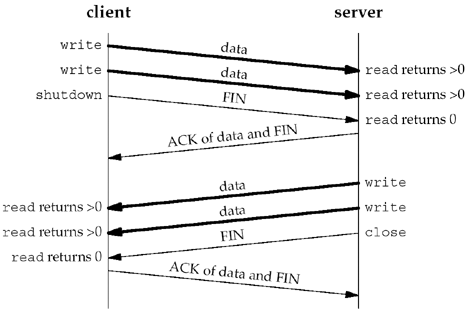 client server
write data
read returns >0
write data
read returns >0
shutdown FIN
read returns 0
ACK of data and FIN
data write
read returns >0
data write
read returns >0
FIN close
read returns 0
ACK of data and FIN